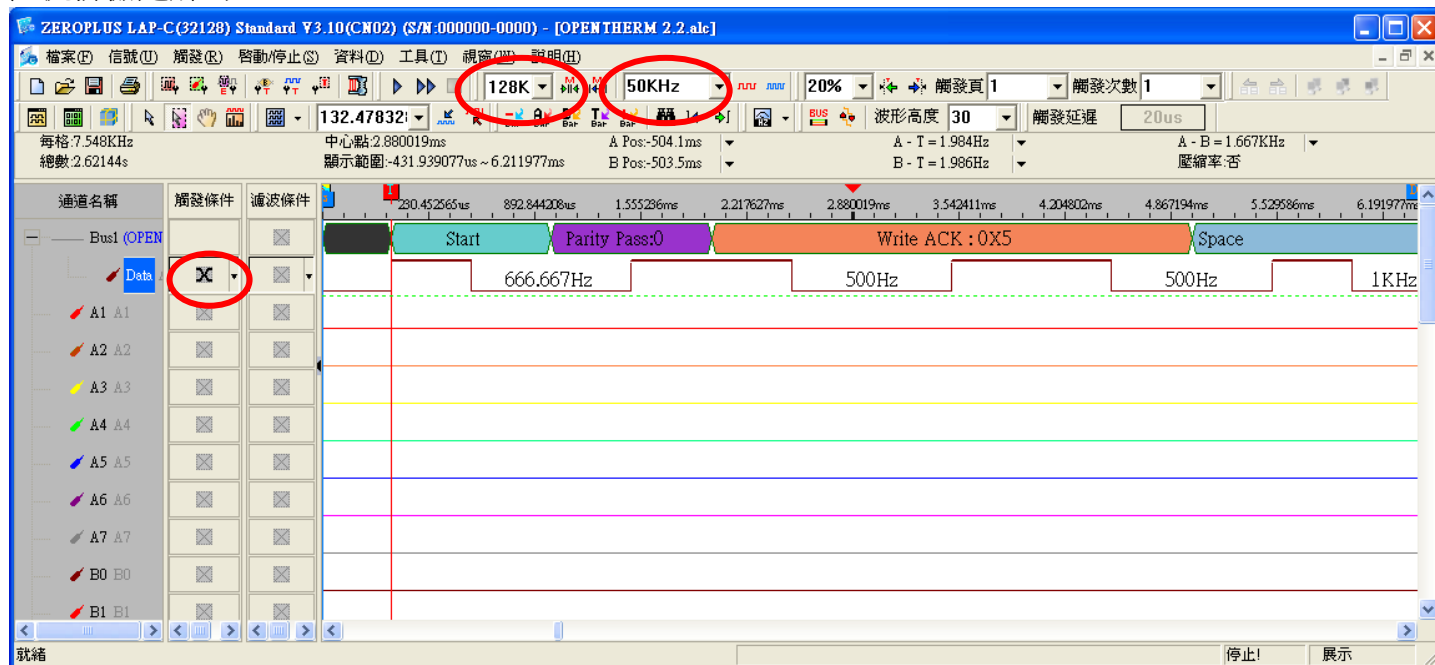 ZEROPLUS LAP-C(32128) Standard V3.10(CN02) (S/N:000000-0000) - [OPENTHERM 2.2.alc]
檔案(F) 信號(U) 觸發(R) 啓動/停止(S) 資料(D) 工具(T) 視窗(W) 說明(H)
128K 50KHz 20% 觸發頁 1 觸發次數 1
132.47832 Bar Bar Bar Bar Bar BUS 波形高度 30 觸發延遲 20us
每格:7.548KHz 中心點:2.880019ms A Pos:-504.1ms A - T = 1.984Hz A - B = 1.667KHz
總數:2.62144s 顯示範圍:-431.939077us ~ 6.211977ms B Pos:-503.5ms B - T = 1.986Hz 壓縮率:否
通道名稱 觸發條件 濾波條件
230.452565us 892.844208us 1.555236ms 2.217627ms 2.880019ms 3.542411ms 4.204802ms 4.867194ms 5.529586ms 6.191977ms
Bus1 (OPEN Start Parity Pass:0 Write ACK : 0X5 Space
Data 666.667Hz 500Hz 500Hz 1KHz
A1 A1
A2 A2
A3 A3
A4 A4
A5 A5
A6 A6
A7 A7
B0 B0
B1 B1
就緒 停止! 展示